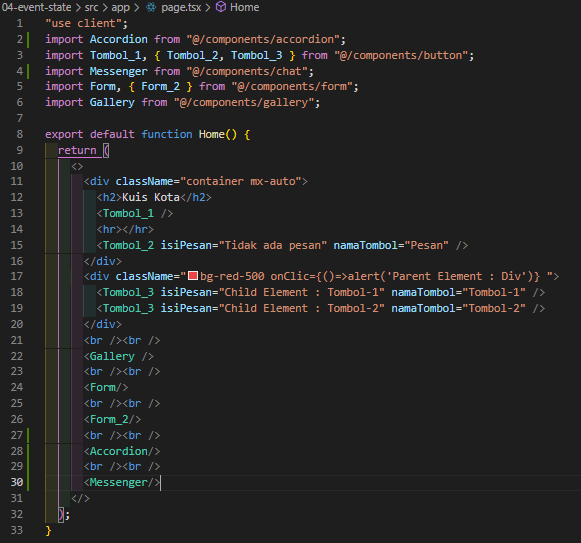 04-event-state > src > app > page.tsx > Home
1 "use client";
2 import Accordion from "@/components/accordion";
3 import Tombol_1, { Tombol_2, Tombol_3 } from "@/components/button";
4 import Messenger from "@/components/chat";
5 import Form, { Form_2 } from "@/components/form";
6 import Gallery from "@/components/gallery";
7
8 export default function Home() {
9 return (
10 <>
11 <div className="container mx-auto">
12 <h2>Kuis Kota</h2>
13 <Tombol_1 />
14 <hr></hr>
15 <Tombol_2 isiPesan="Tidak ada pesan" namaTombol="Pesan" />
16 </div>
17 <div className="bg-red-500 onClic={()=>alert('Parent Element : Div')} ">
18 <Tombol_3 isiPesan="Child Element : Tombol-1" namaTombol="Tombol-1" />
19 <Tombol_3 isiPesan="Child Element : Tombol-2" namaTombol="Tombol-2" />
20 </div>
21 <br /><br />
22 <Gallery />
23 <br /><br />
24 <Form/>
25 <br /><br />
26 <Form_2/>
27 <br /><br />
28 <Accordion/>
29 <br /><br />
30 <Messenger/>
31 </>
32 );
33 }